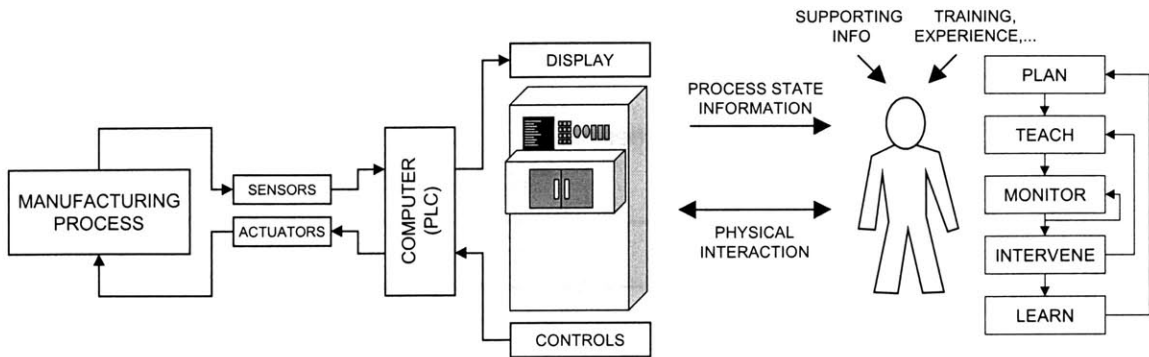 MANUFACTURING
PROCESS
SENSORS
ACTUATORS
COMPUTER
(PLC)
DISPLAY
CONTROLS
PROCESS STATE
INFORMATION
PHYSICAL
INTERACTION
SUPPORTING
INFO
TRAINING,
EXPERIENCE,...
PLAN
TEACH
MONITOR
INTERVENE
LEARN